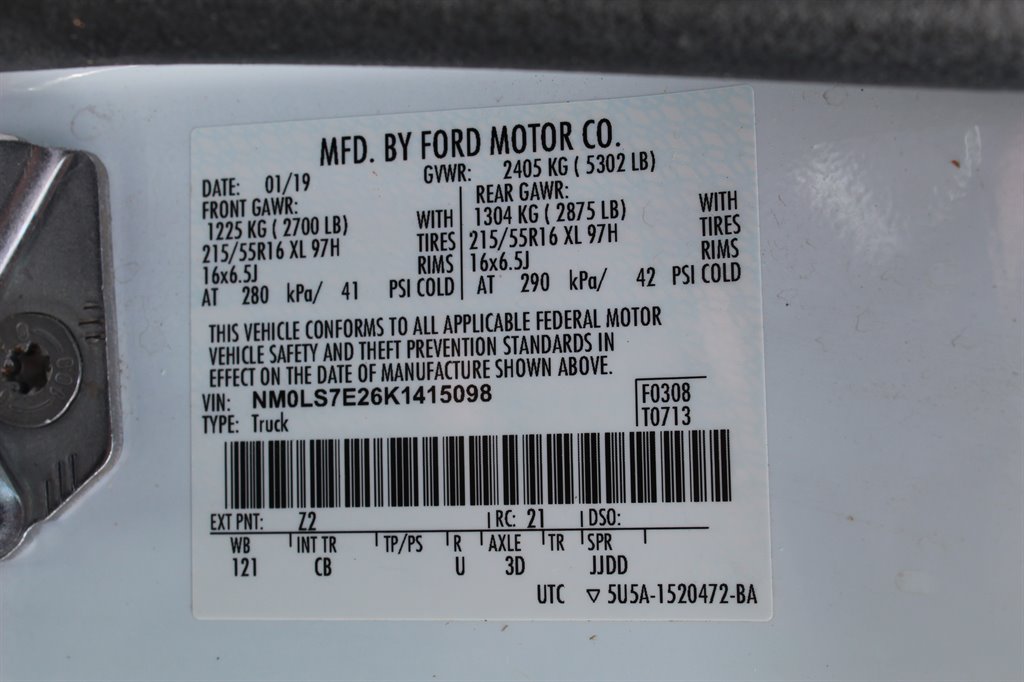 MFD. BY FORD MOTOR CO.
DATE: 01/19 GVWR: 2405 KG ( 5302 LB)
FRONT GAWR: REAR GAWR:
1225 KG ( 2700 LB) WITH 1304 KG ( 2875 LB) WITH
215/55R16 XL 97H TIRES 215/55R16 XL 97H TIRES
16x6.5J RIMS 16x6.5J RIMS
AT 280 kPa/ 41 PSI COLD AT 290 kPa/ 42 PSI COLD
THIS VEHICLE CONFORMS TO ALL APPLICABLE FEDERAL MOTOR
VEHICLE SAFETY AND THEFT PREVENTION STANDARDS IN
EFFECT ON THE DATE OF MANUFACTURE SHOWN ABOVE.
VIN: NM0LS7E26K1415098 F0308
TYPE: Truck T0713
EXT PNT: Z2 RC: 21 DSO:
WB INT TR TP/PS R AXLE TR SPR
121 CB U 3D JJDD
UTC ▽ 5U5A-1520472-BA